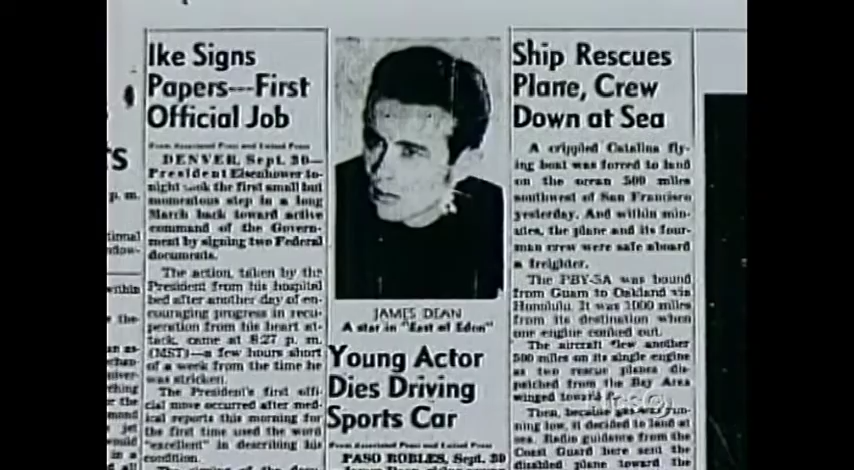 Ike Signs
Papers---First
Official Job
From Associated Press and United Press
DENVER, Sept. 30—
President Eisenhower to-
night took the first small but
momentous step in a long
March back toward active
command of the Govern-
ment by signing two Federal
documents.
The action, taken by the
President from his hospital
bed after another day of en-
couraging progress in recu-
peration from his heart at-
tack, came at 8:27 p. m.
(MST)—a few hours short
of a week from the time he
was stricken.
The President's first offi-
cial move occurred after med-
ical reports this morning for
the first time used the word
"excellent" in describing his
condition.
JAMES DEAN
A star in "East of Eden"
Young Actor
Dies Driving
Sports Car
From Associated Press and United Press
PASO ROBLES, Sept. 30
Ship Rescues
Plane, Crew
Down at Sea
A crippled Catalina fly-
ing boat was forced to land
on the ocean 500 miles
southwest of San Francisco
yesterday. And within min-
utes, the plane and its four-
man crew were safe aboard
a freighter.
The PBY-5A was bound
from Guam to Oakland via
Honolulu. It was 1000 miles
from its destination when
one engine conked out.
The aircraft flew another
500 miles on its single engine
as two rescue planes dis-
patched from the Bay Area
winged toward it.
Then, because gas was run-
ning low, it decided to land at
sea. Radio guidance from the
Coast Guard here sent the
disabled plane toward the